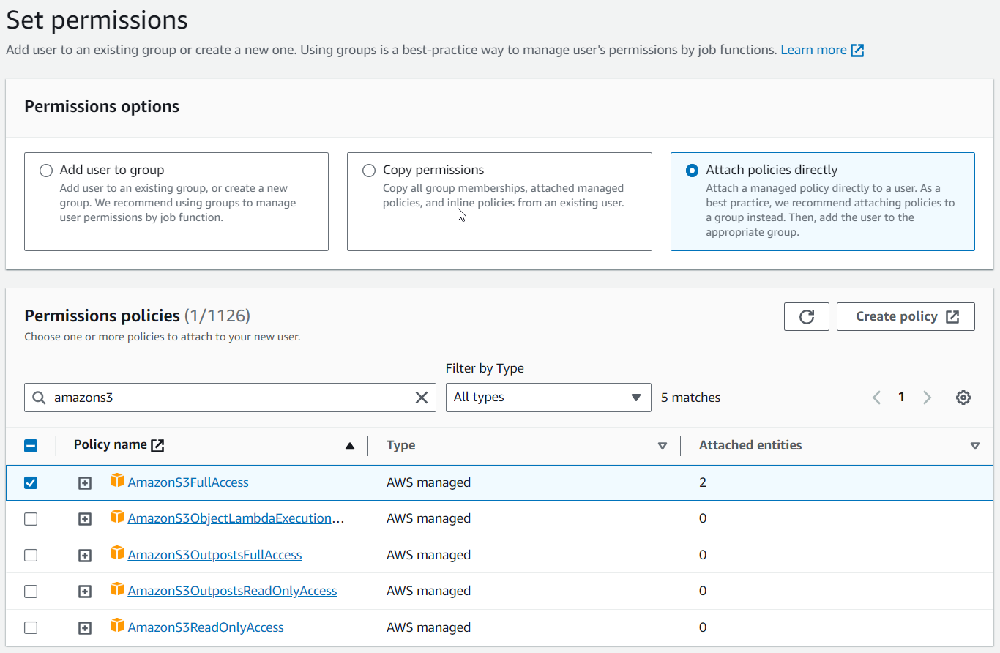 Set permissions
Add user to an existing group or create a new one. Using groups is a best-practice way to manage user's permissions by job functions. Learn more
Permissions options
Add user to group
Add user to an existing group, or create a new
group. We recommend using groups to manage
user permissions by job function.
Copy permissions
Copy all group memberships, attached managed
policies, and inline policies from an existing user.
Attach policies directly
Attach a managed policy directly to a user. As a
best practice, we recommend attaching policies to
a group instead. Then, add the user to the
appropriate group.
Permissions policies (1/1126)
Choose one or more policies to attach to your new user.
Create policy
Filter by Type
amazons3
All types
5 matches
1
Policy name
Type
Attached entities
AmazonS3FullAccess
AWS managed
2
AmazonS3ObjectLambdaExecution...
AWS managed
0
AmazonS3OutpostsFullAccess
AWS managed
0
AmazonS3OutpostsReadOnlyAccess
AWS managed
0
AmazonS3ReadOnlyAccess
AWS managed
0